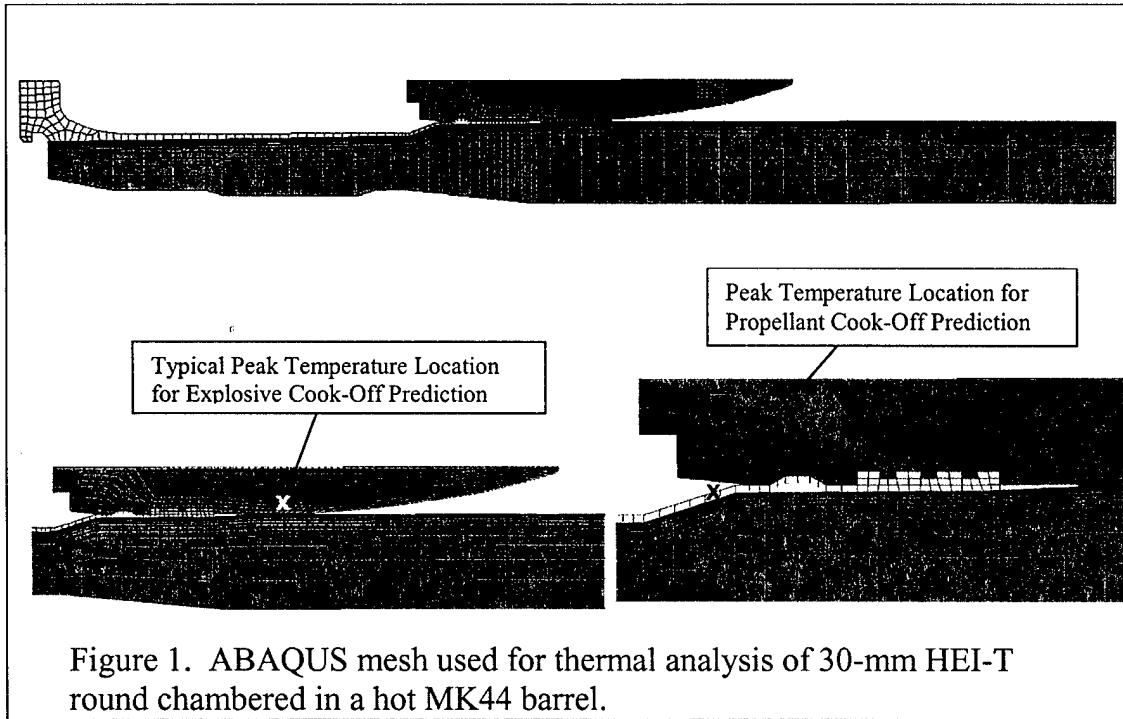 Peak Temperature Location for
Propellant Cook-Off Prediction
Typical Peak Temperature Location
for Explosive Cook-Off Prediction
X
X
Figure 1. ABAQUS mesh used for thermal analysis of 30-mm HEI-T
round chambered in a hot MK44 barrel.